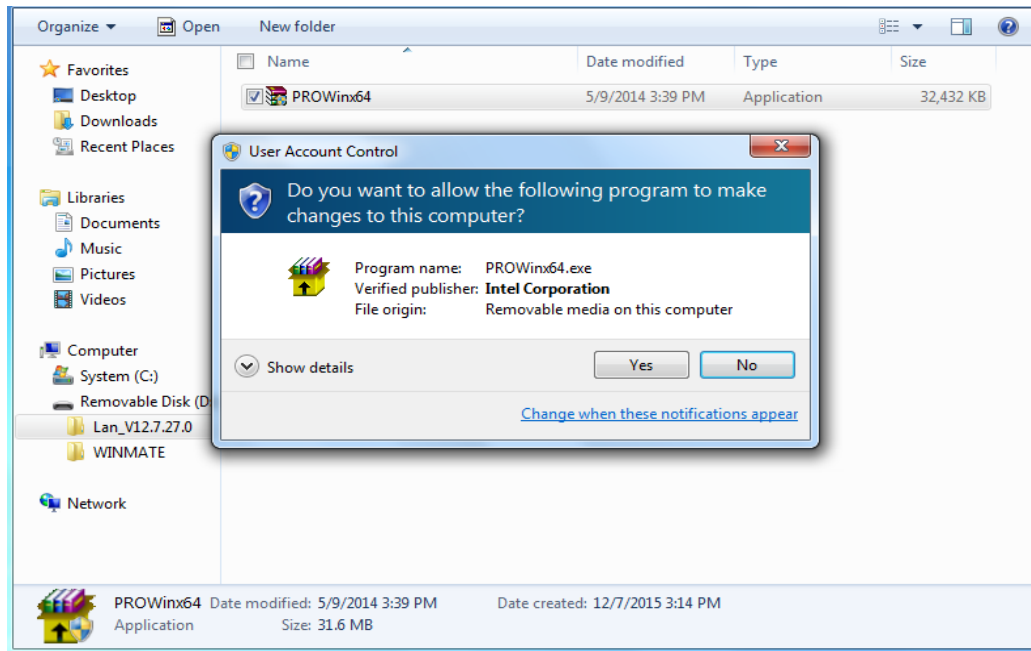 Organize Open New folder
Name Date modified Type Size
PROWinx64 5/9/2014 3:39 PM Application 32,432 KB
Favorites
Desktop
Downloads
Recent Places
Libraries
Documents
Music
Pictures
Videos
Computer
System (C:)
Removable Disk (D
Lan_V12.7.27.0
WINMATE
Network
User Account Control
Do you want to allow the following program to make
changes to this computer?
Program name: PROWinx64.exe
Verified publisher: Intel Corporation
File origin: Removable media on this computer
Show details Yes No
Change when these notifications appear
PROWinx64 Date modified: 5/9/2014 3:39 PM Date created: 12/7/2015 3:14 PM
Application Size: 31.6 MB